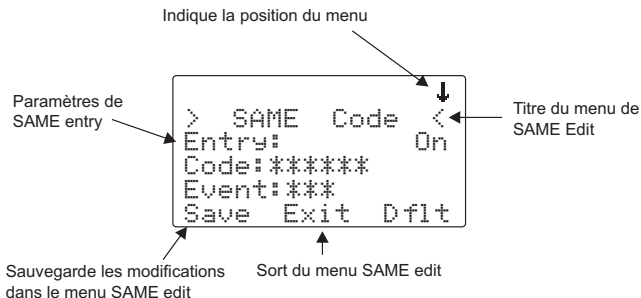 Indique la position du menu
Paramètres de
SAME entry
> SAME Code <
Entry: On
Code:******
Event:***
Save Exit Dflt
Titre du menu de
SAME Edit
Sauvegarde les modifications
dans le menu SAME edit
Sort du menu SAME edit